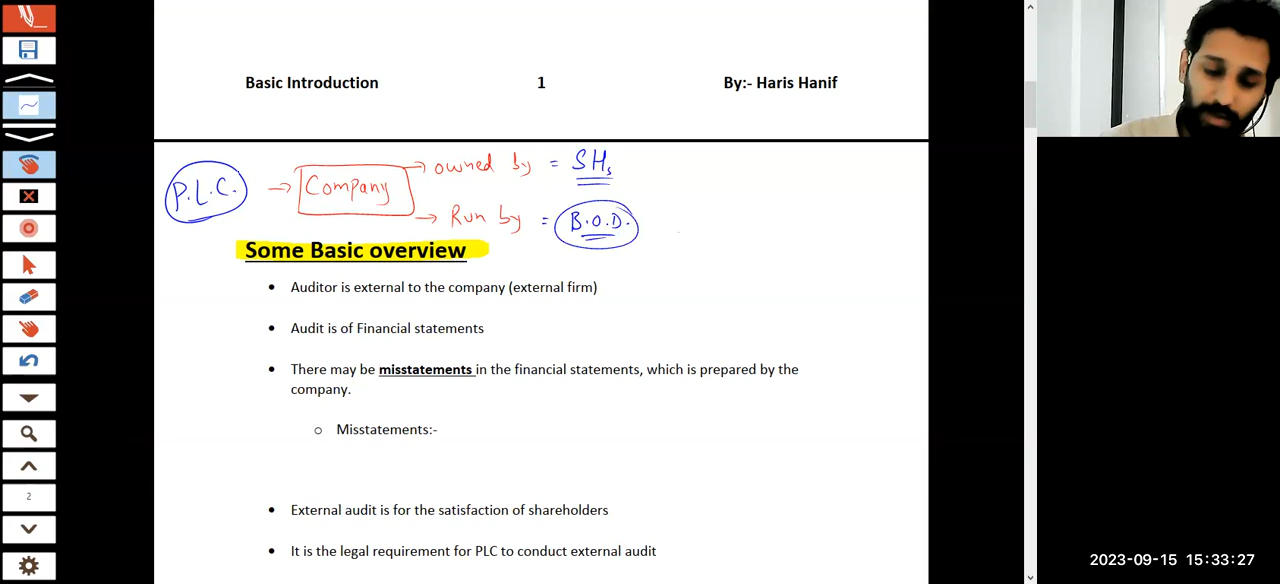 Basic Introduction 1 By:- Haris Hanif
P.L.C. → Company → owned by = SHs
→ Run by = B.O.D.
Some Basic overview
• Auditor is external to the company (external firm)
• Audit is of Financial statements
• There may be misstatements in the financial statements, which is prepared by the
company.
o Misstatements:-
• External audit is for the satisfaction of shareholders
• It is the legal requirement for PLC to conduct external audit
2
2023-09-15 15:33:27